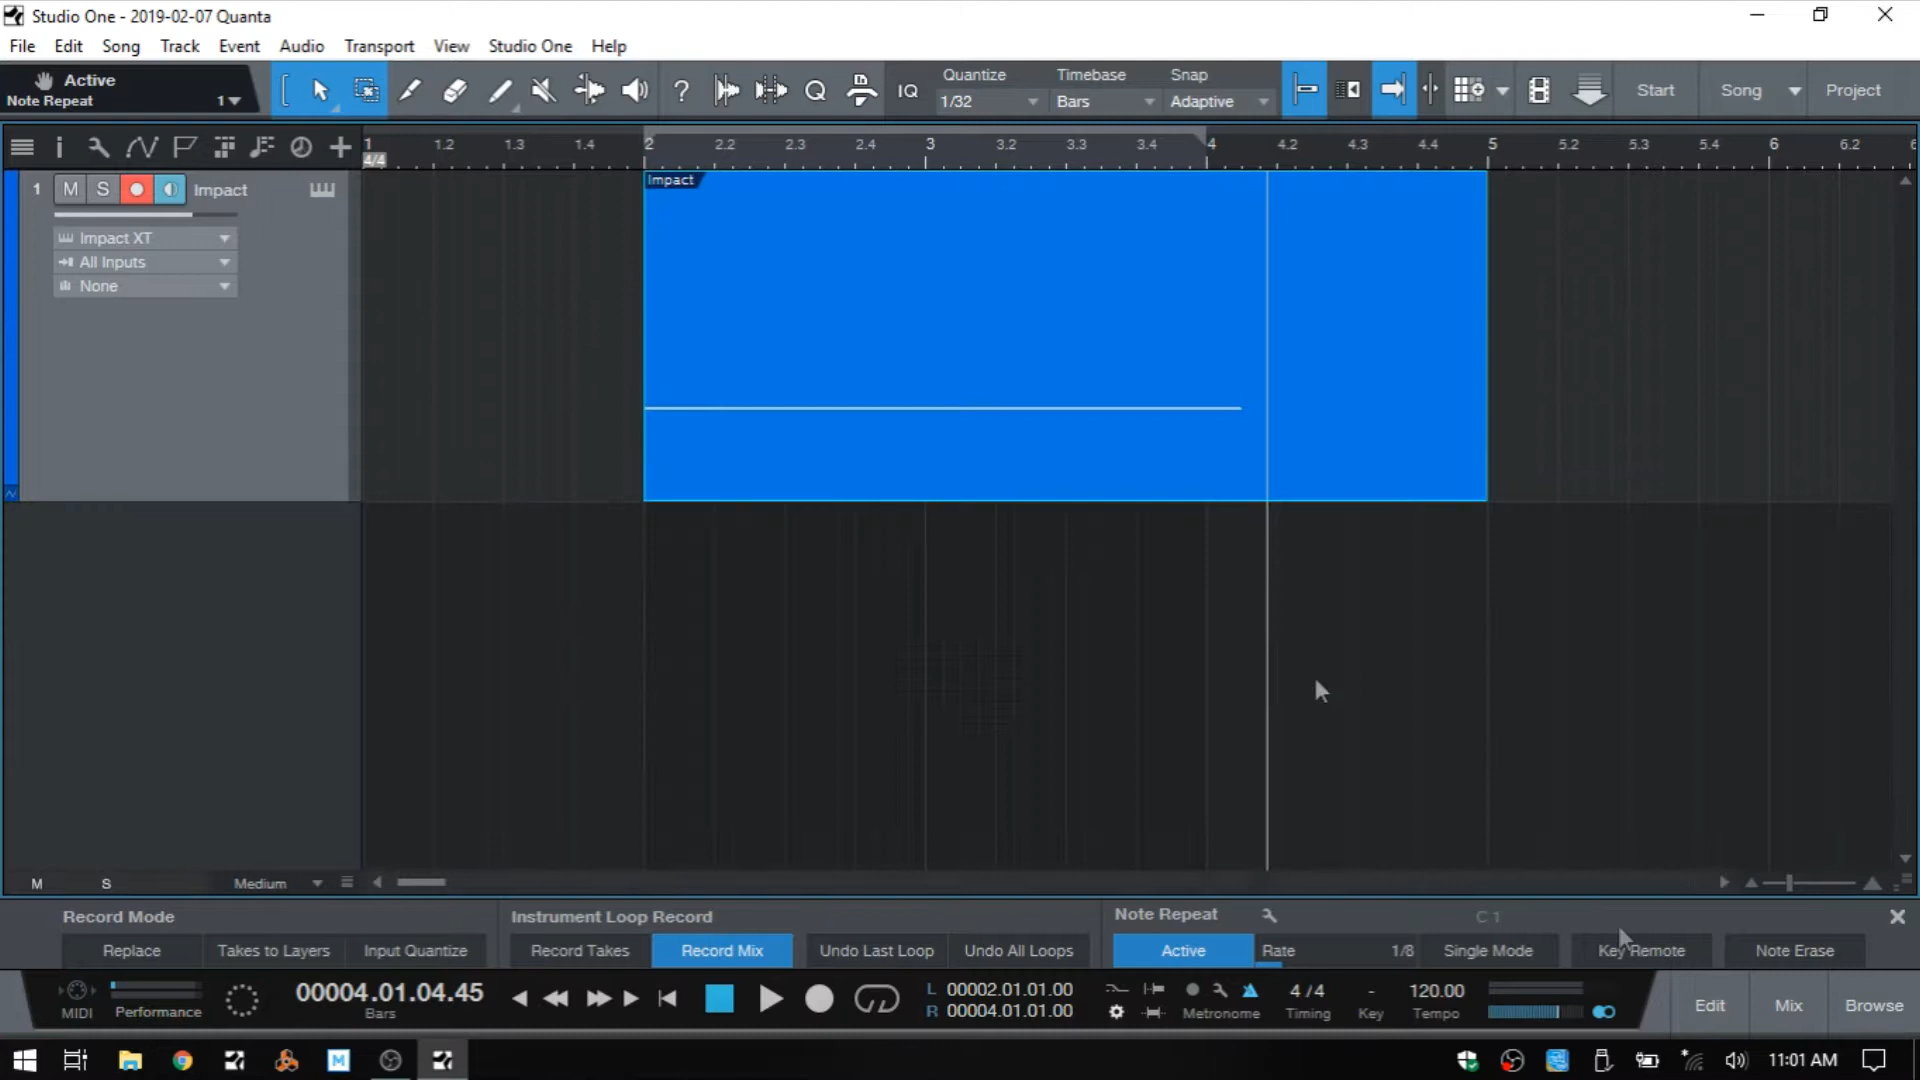 Studio One - 2019-02-07 Quanta
File Edit Song Track Event Audio Transport View Studio One Help
Active
Note Repeat 1
? Q IQ
Quantize Timebase Snap
1/32 Bars Adaptive
Start Song Project
1 1.2 1.3 1.4 2 2.2 2.3 2.4 3 3.2 3.3 3.4 4 4.2 4.3 4.4 5 5.2 5.3 5.4 6 6.2
4/4
1 M S Impact
Impact
Impact XT
All Inputs
None
M S Medium
Record Mode Instrument Loop Record Note Repeat C 1
Replace Takes to Layers Input Quantize Record Takes Record Mix Undo Last Loop Undo All Loops Active Rate 1/8 Single Mode Key Remote Note Erase
MIDI Performance
00004.01.04.45
Bars
L 00002.01.01.00
R 00004.01.01.00
Metronome
4 / 4
Timing
-
Key
120.00
Tempo
Edit Mix Browse
M
11:01 AM